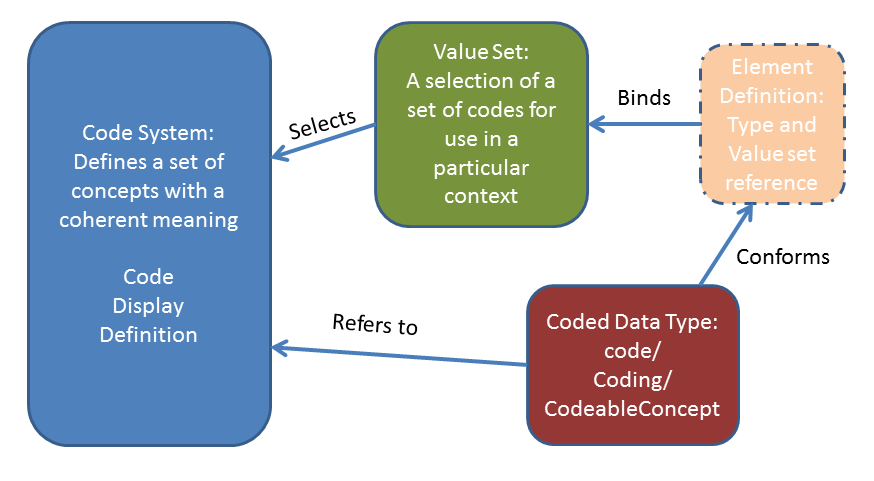 Code System:
Defines a set of
concepts with a
coherent meaning
Code
Display
Definition
Selects
Value Set:
A selection of a
set of codes for
use in a
particular
context
Binds
Element
Definition:
Type and
Value set
reference
Conforms
Refers to
Coded Data Type:
code/
Coding/
CodeableConcept